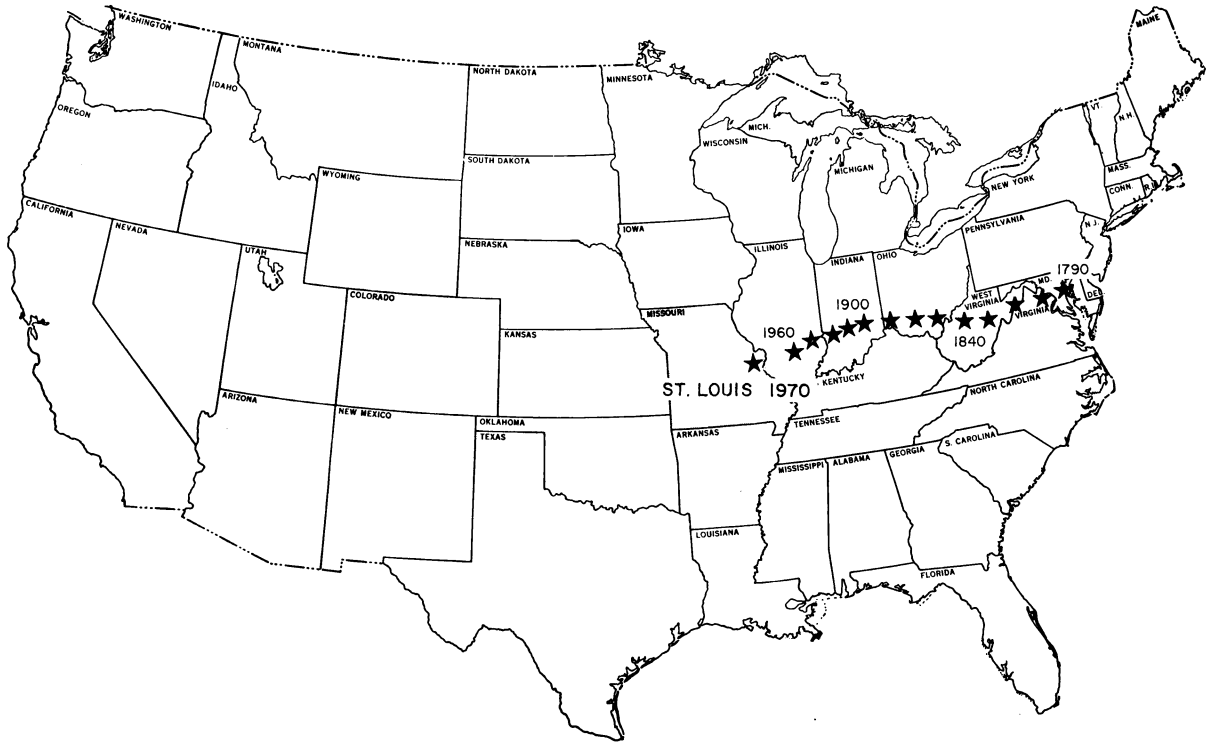 WASHINGTON
MONTANA
NORTH DAKOTA
MINNESOTA
MAINE
IDAHO
OREGON
VT.
N.H.
MICH.
WISCONSIN
SOUTH DAKOTA
MICHIGAN
MASS.
WYOMING
NEW YORK
CONN.
R.I.
CALIFORNIA
NEVADA
PENNSYLVANIA
N.J.
IOWA
NEBRASKA
ILLINOIS
UTAH
INDIANA
OHIO
1790
MD.
COLORADO
WEST
VIRGINIA
DEL.
1900
MISSOURI
VIRGINIA
KANSAS
1960
1840
ST. LOUIS 1970
KENTUCKY
NORTH CAROLINA
ARIZONA
NEW MEXICO
OKLAHOMA
TENNESSEE
TEXAS
ARKANSAS
S. CAROLINA
GEORGIA
MISSISSIPPI
ALABAMA
LOUISIANA
FLORIDA